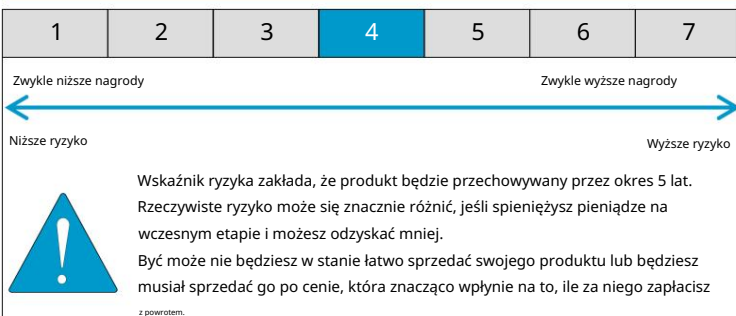 1 2 3 4 5 6 7
Zwykle niższe nagrody Zwykle wyższe nagrody
Niższe ryzyko Wyższe ryzyko
Wskaźnik ryzyka zakłada, że produkt będzie przechowywany przez okres 5 lat.
Rzeczywiste ryzyko może się znacznie różnić, jeśli spieniężysz pieniądze na
wczesnym etapie i możesz odzyskać mniej.
Być może nie będziesz w stanie łatwo sprzedać swojego produktu lub będziesz
musiał sprzedać go po cenie, która znacząco wpłynie na to, ile za niego zapłacisz
z powrotem.